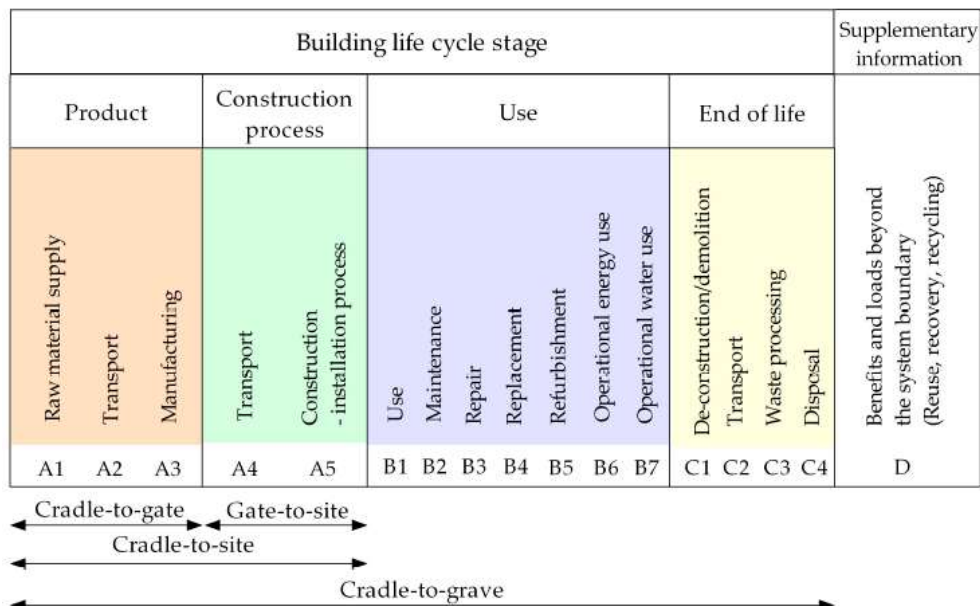 Building life cycle stage
Supplementary
information
Product
Construction
process
Use
End of life
Raw material supply
Transport
Manufacturing
Transport
Construction
- installation process
Use
Maintenance
Repair
Replacement
Refurbishment
Operational energy use
Operational water use
De-construction/demolition
Transport
Waste processing
Disposal
Benefits and loads beyond
the system boundary
(Reuse, recovery, recycling)
A1 A2 A3 A4 A5 B1 B2 B3 B4 B5 B6 B7 C1 C2 C3 C4 D
Cradle-to-gate
Gate-to-site
Cradle-to-site
Cradle-to-grave